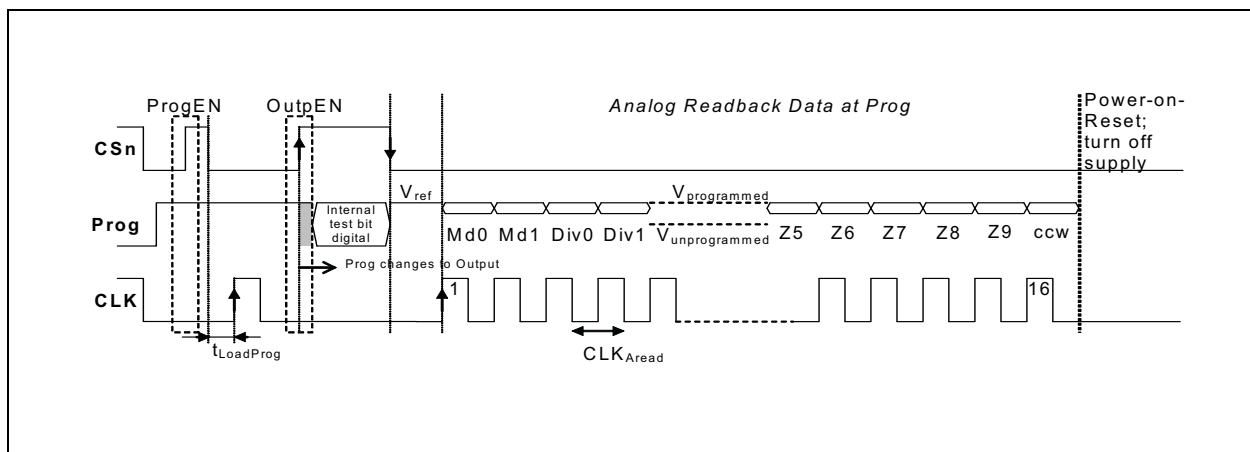 ProgEN
OutpEN
Analog Readback Data at Prog
Power-on-
Reset;
turn off
supply
CSn
Vref
Vprogrammed
Prog
Internal
test bit
digital
Md0 Md1 Div0 Div1 Vunprogrammed Z5 Z6 Z7 Z8 Z9 ccw
Prog changes to Output
CLK
1
16
tLoadProg
CLKAread